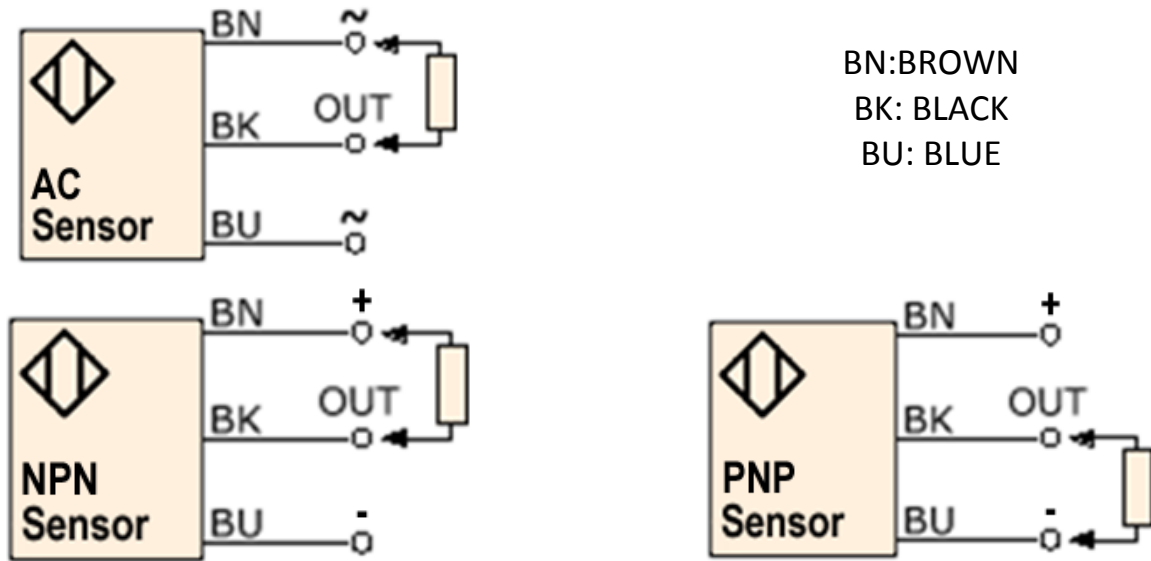 BN ~
BK OUT
AC
Sensor
BU ~
BN:BROWN
BK: BLACK
BU: BLUE
BN +
BK OUT
NPN
Sensor
BU -
BN +
BK OUT
PNP
Sensor
BU -